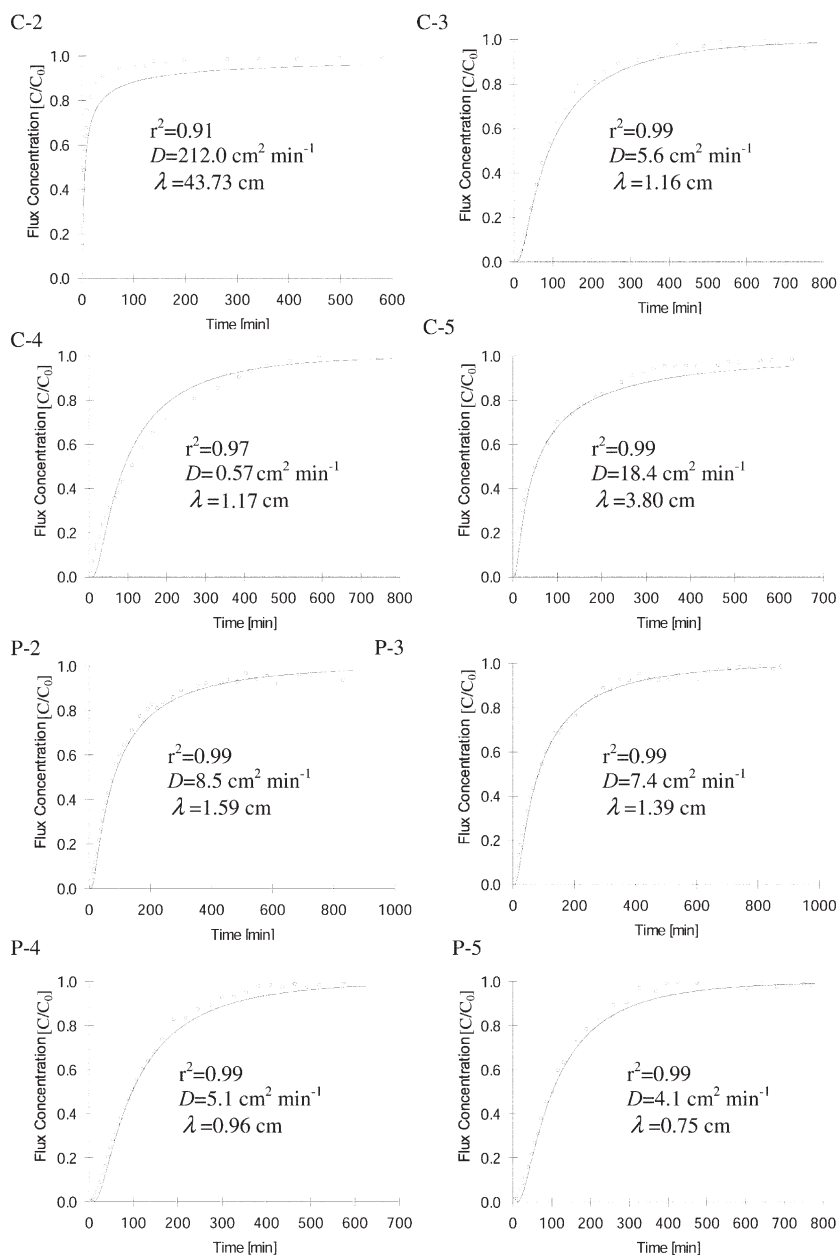 C-2
Flux Concentration [C/C0]
1.0
0.8
0.6
0.4
0.2
0.0
r²=0.91
D=212.0 cm² min⁻¹
λ=43.73 cm
0 100 200 300 400 500 600
Time [min]
C-3
Flux Concentration [C/C0]
1.0
0.8
0.6
0.4
0.2
0.0
r²=0.99
D=5.6 cm² min⁻¹
λ=1.16 cm
0 100 200 300 400 500 600 700 800
Time [min]
C-4
Flux Concentration [C/C0]
1.0
0.8
0.6
0.4
0.2
0.0
r²=0.97
D=0.57 cm² min⁻¹
λ=1.17 cm
0 100 200 300 400 500 600 700 800
Time [min]
C-5
Flux Concentration [C/C0]
1.0
0.8
0.6
0.4
0.2
0.0
r²=0.99
D=18.4 cm² min⁻¹
λ=3.80 cm
0 100 200 300 400 500 600 700
Time [min]
P-2
Flux Concentration [C/C0]
1.0
0.8
0.6
0.4
0.2
0.0
r²=0.99
D=8.5 cm² min⁻¹
λ=1.59 cm
0 200 400 600 800 1000
Time [min]
P-3
Flux Concentration [C/C0]
1.0
0.8
0.6
0.4
0.2
0.0
r²=0.99
D=7.4 cm² min⁻¹
λ=1.39 cm
0 200 400 600 800 1000
Time [min]
P-4
Flux Concentration [C/C0]
1.0
0.8
0.6
0.4
0.2
0.0
r²=0.99
D=5.1 cm² min⁻¹
λ=0.96 cm
0 100 200 300 400 500 600 700
Time [min]
P-5
Flux Concentration [C/C0]
1.0
0.8
0.6
0.4
0.2
0.0
r²=0.99
D=4.1 cm² min⁻¹
λ=0.75 cm
0 100 200 300 400 500 600 700 800
Time [min]